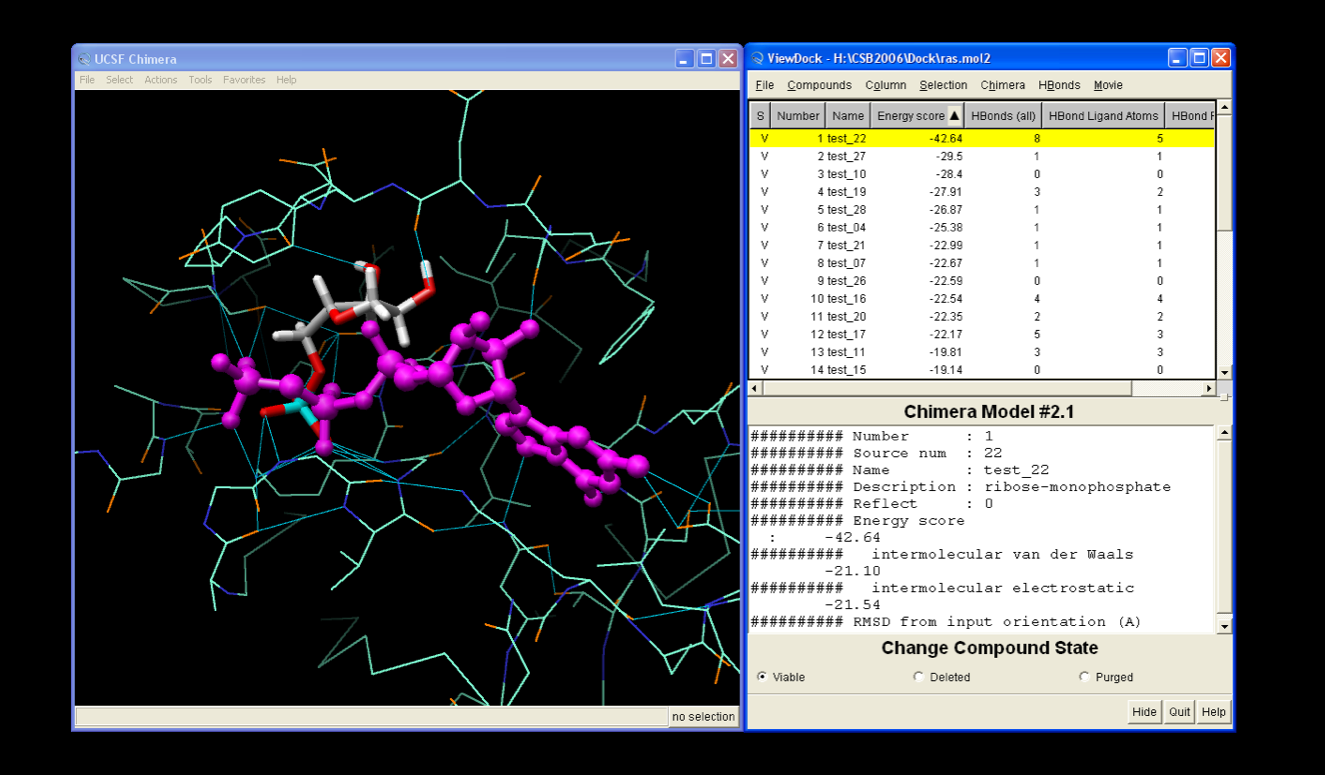 UCSF Chimera
File Select Actions Tools Favorites Help
no selection
ViewDock - H:\CSB2006\Dock\ras.mol2
File Compounds Column Selection Chimera HBonds Movie
S Number Name Energy score ▲ HBonds (all) HBond Ligand Atoms HBond
V 1 test_22 -42.64 8 5
V 2 test_27 -29.5 1 1
V 3 test_10 -28.4 0 0
V 4 test_19 -27.91 3 2
V 5 test_28 -26.87 1 1
V 6 test_04 -25.38 1 1
V 7 test_21 -22.99 1 1
V 8 test_07 -22.67 1 1
V 9 test_26 -22.59 0 0
V 10 test_16 -22.54 4 4
V 11 test_20 -22.35 2 2
V 12 test_17 -22.17 5 3
V 13 test_11 -19.81 3 3
V 14 test_15 -19.14 0 0
Chimera Model #2.1
########## Number : 1
########## Source num : 22
########## Name : test_22
########## Description : ribose-monophosphate
########## Reflect : 0
########## Energy score
: -42.64
########## intermolecular van der Waals
-21.10
########## intermolecular electrostatic
-21.54
########## RMSD from input orientation (A)
Change Compound State
Viable Deleted Purged
Hide Quit Help